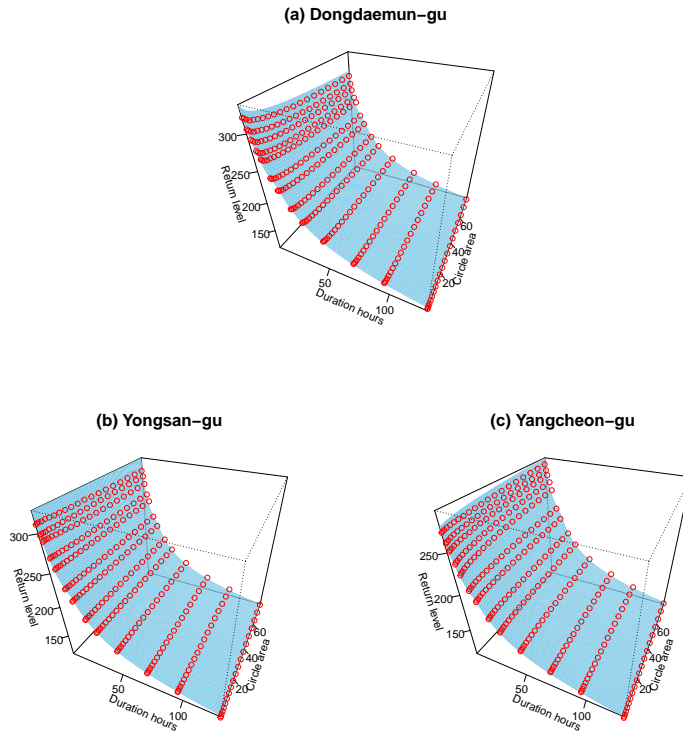 (a) Dongdaemun−gu
300
250
200
150
Return level
50
100
Duration hours
20
40
60
Circle area
(b) Yongsan−gu
300
250
200
150
Return level
50
100
Duration hours
20
40
60
Circle area
(c) Yangcheon−gu
250
200
150
Return level
50
100
Duration hours
20
40
60
Circle area